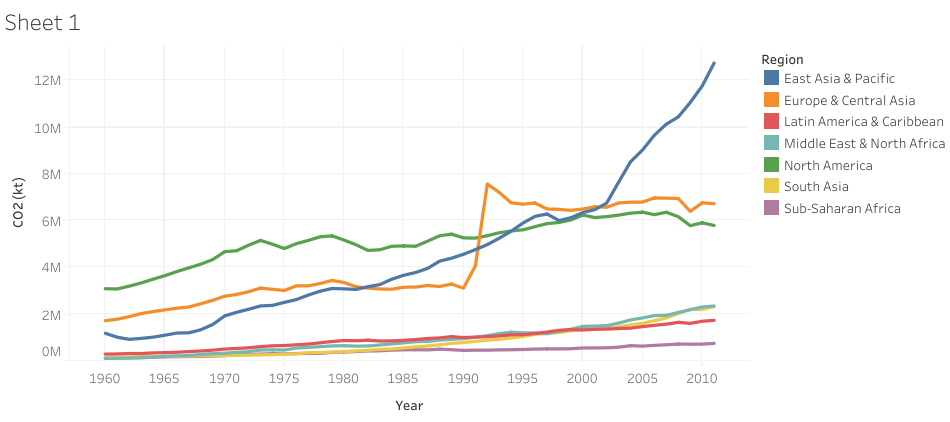 Sheet 1
Region
East Asia & Pacific
Europe & Central Asia
Latin America & Caribbean
Middle East & North Africa
North America
South Asia
Sub-Saharan Africa
CO2 (kt)
12M
10M
8M
6M
4M
2M
0M
1960 1965 1970 1975 1980 1985 1990 1995 2000 2005 2010
Year